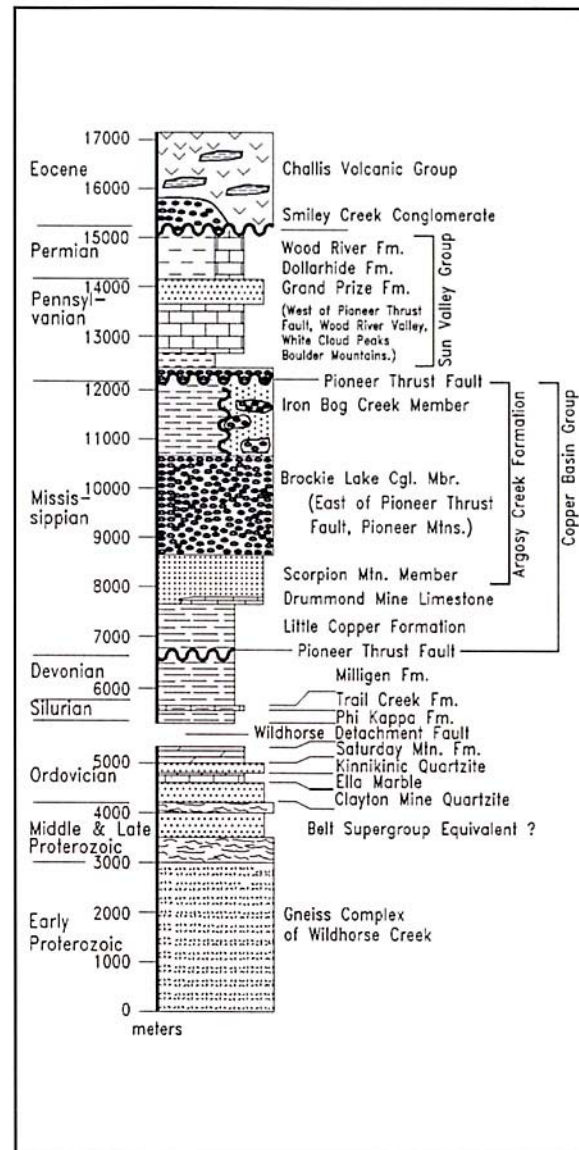 17000
Eocene
Challis Volcanic Group
16000
Smiley Creek Conglomerate
15000
Permian
Wood River Fm.
Dollarhide Fm.
14000
Grand Prize Fm.
Pennsyl-
vanian
(West of Pioneer Thrust
Fault, Wood River Valley,
White Cloud Peaks
Boulder Mountains.)
13000
Sun Valley Group
12000
Pioneer Thrust Fault
Iron Bog Creek Member
11000
10000
Brockie Lake Cgl. Mbr.
(East of Pioneer Thrust
Fault, Pioneer Mtns.)
Missis-
sippian
9000
Argosy Creek Formation
Copper Basin Group
8000
Scorpion Mtn. Member
Drummond Mine Limestone
7000
Little Copper Formation
Pioneer Thrust Fault
Devonian
Milligen Fm.
6000
Silurian
Trail Creek Fm.
Phi Kappa Fm.
Wildhorse Detachment Fault
Saturday Mtn. Fm.
5000
Kinnikinic Quartzite
Ordovician
Ella Marble
Clayton Mine Quartzite
4000
Middle & Late
Proterozoic
Belt Supergroup Equivalent ?
3000
2000
Early
Proterozoic
Gneiss Complex
of Wildhorse Creek
1000
0
meters